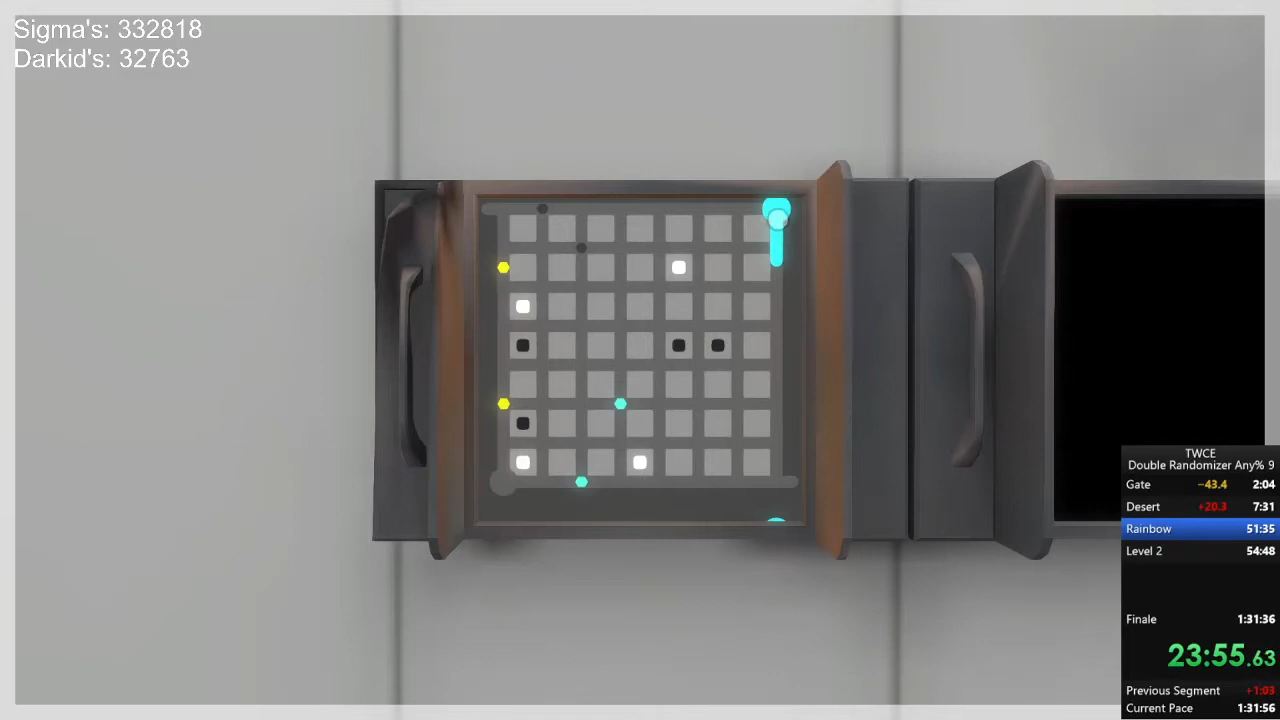 Sigma's: 332818
Darkid's: 32763
TWCE
Double Randomizer Any% 9
Gate −43.4 2:04
Desert +20.3 7:31
Rainbow 51:35
Level 2 54:48
Finale 1:31:36
23:55.63
Previous Segment +1:03
Current Pace 1:31:56